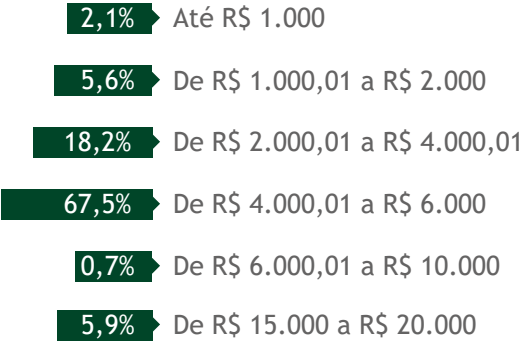 2,1% Até R$ 1.000
5,6% De R$ 1.000,01 a R$ 2.000
18,2% De R$ 2.000,01 a R$ 4.000,01
67,5% De R$ 4.000,01 a R$ 6.000
0,7% De R$ 6.000,01 a R$ 10.000
5,9% De R$ 15.000 a R$ 20.000